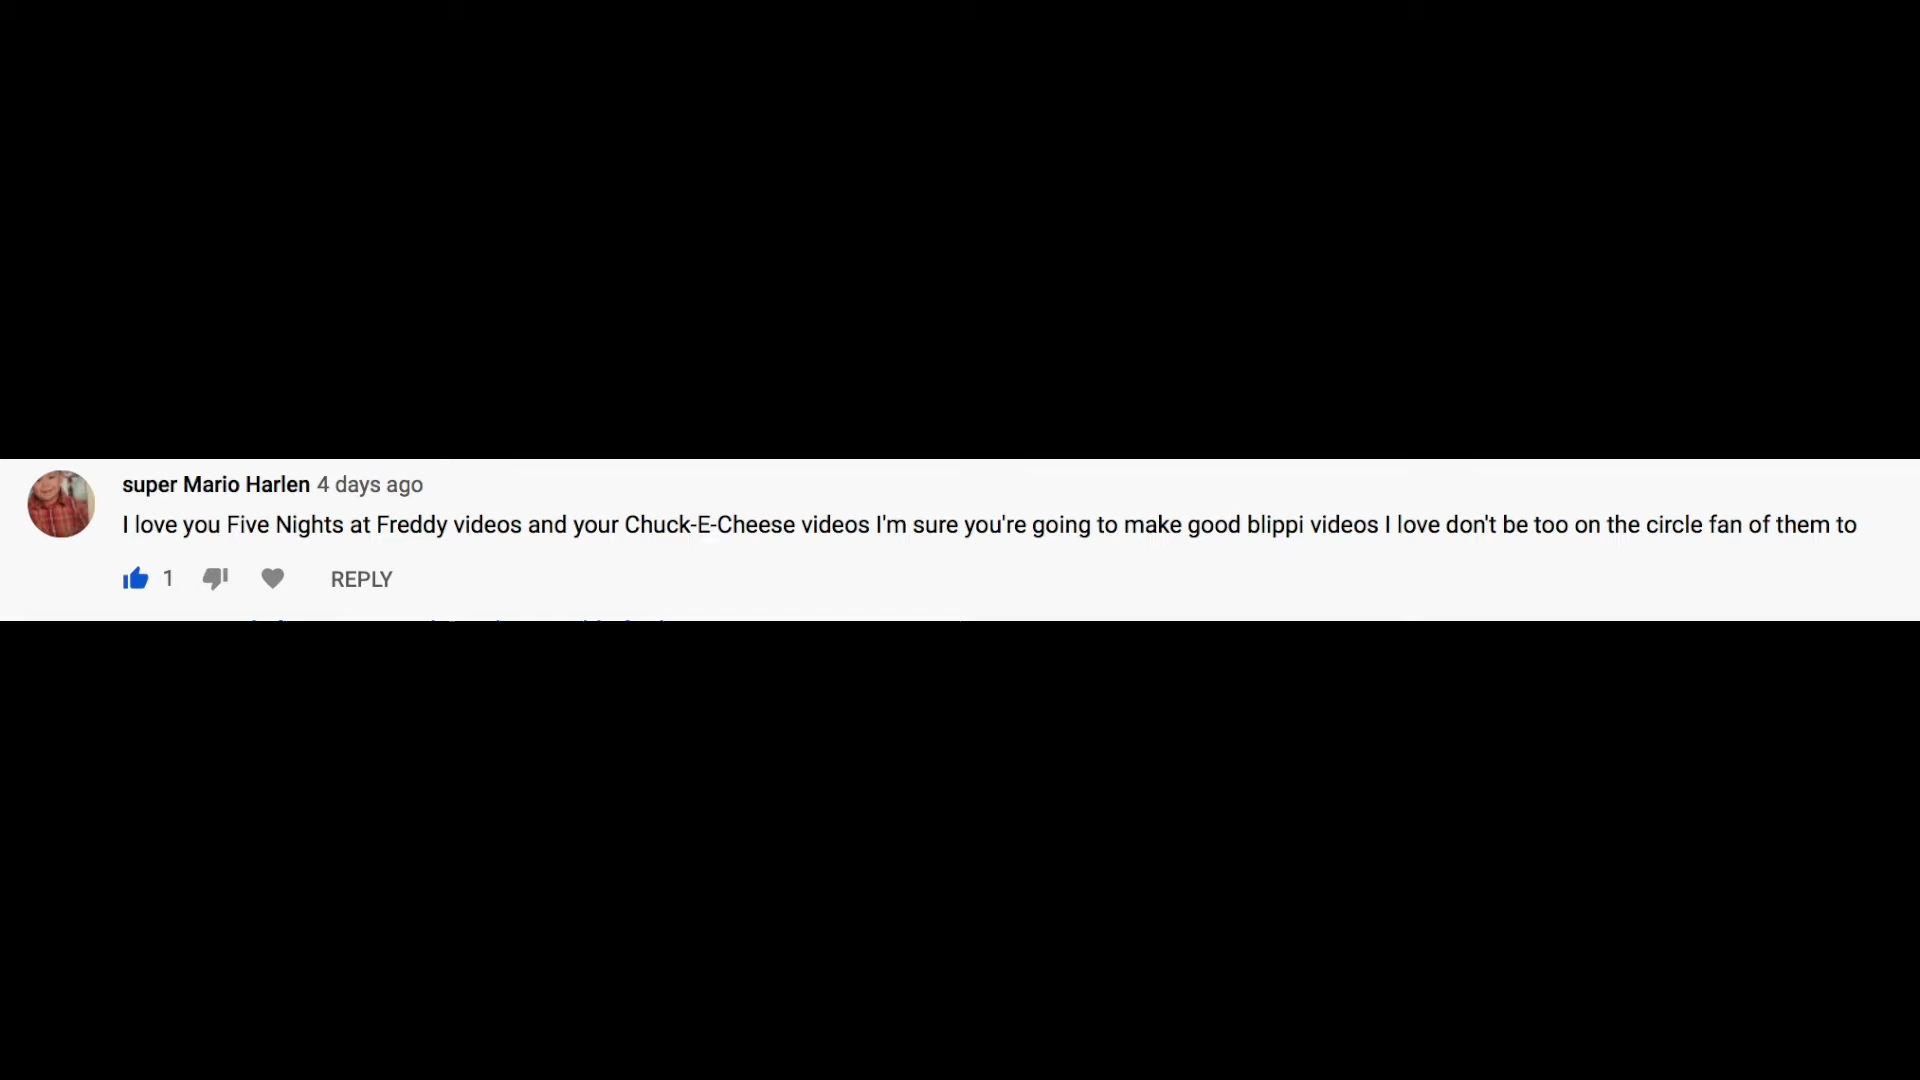 super Mario Harlen 4 days ago
I love you Five Nights at Freddy videos and your Chuck-E-Cheese videos I'm sure you're going to make good blippi videos I love don't be too on the circle fan of them to
1 REPLY